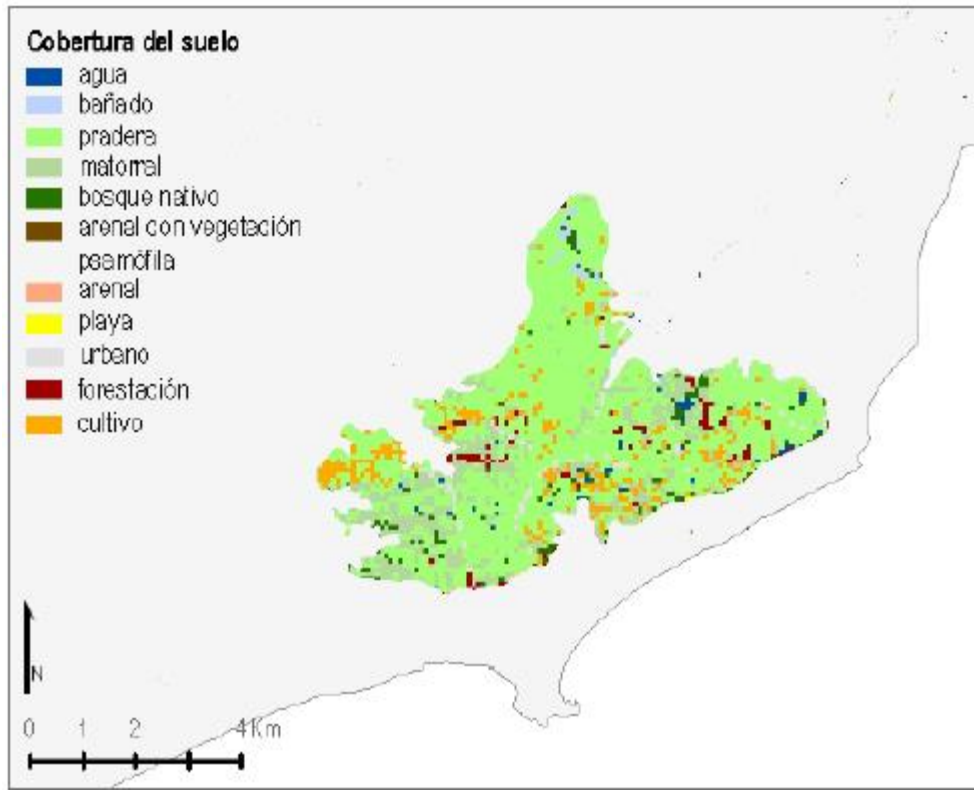 Cobertura del suelo
agua
bañado
pradera
matorral
bosque nativo
arenal con vegetación
psamófila
arenal
playa
urbano
forestación
cultivo
N
0 1 2 4 Km